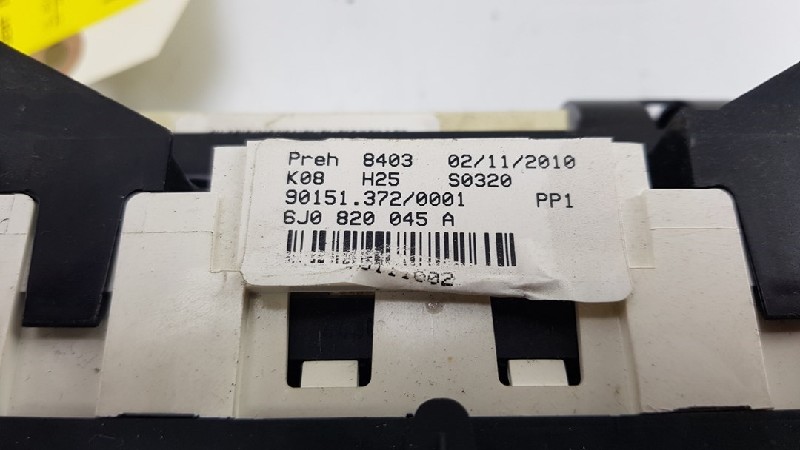 Preh 8403 02/11/2010
K08 H25 S0320
90151.372/0001 PP1
6J0 820 045 A